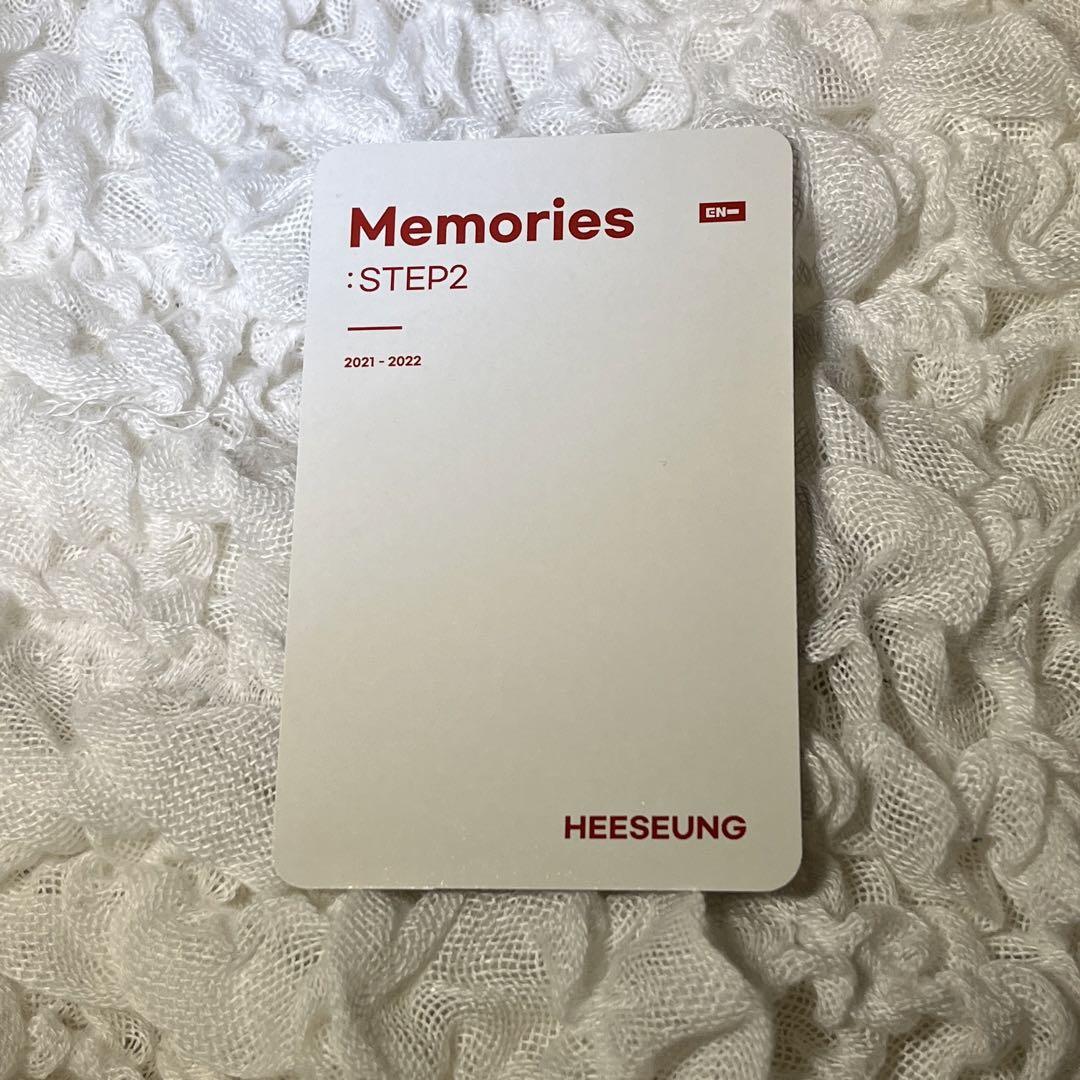 Memories
EN-
:STEP2
2021 - 2022
HEESEUNG